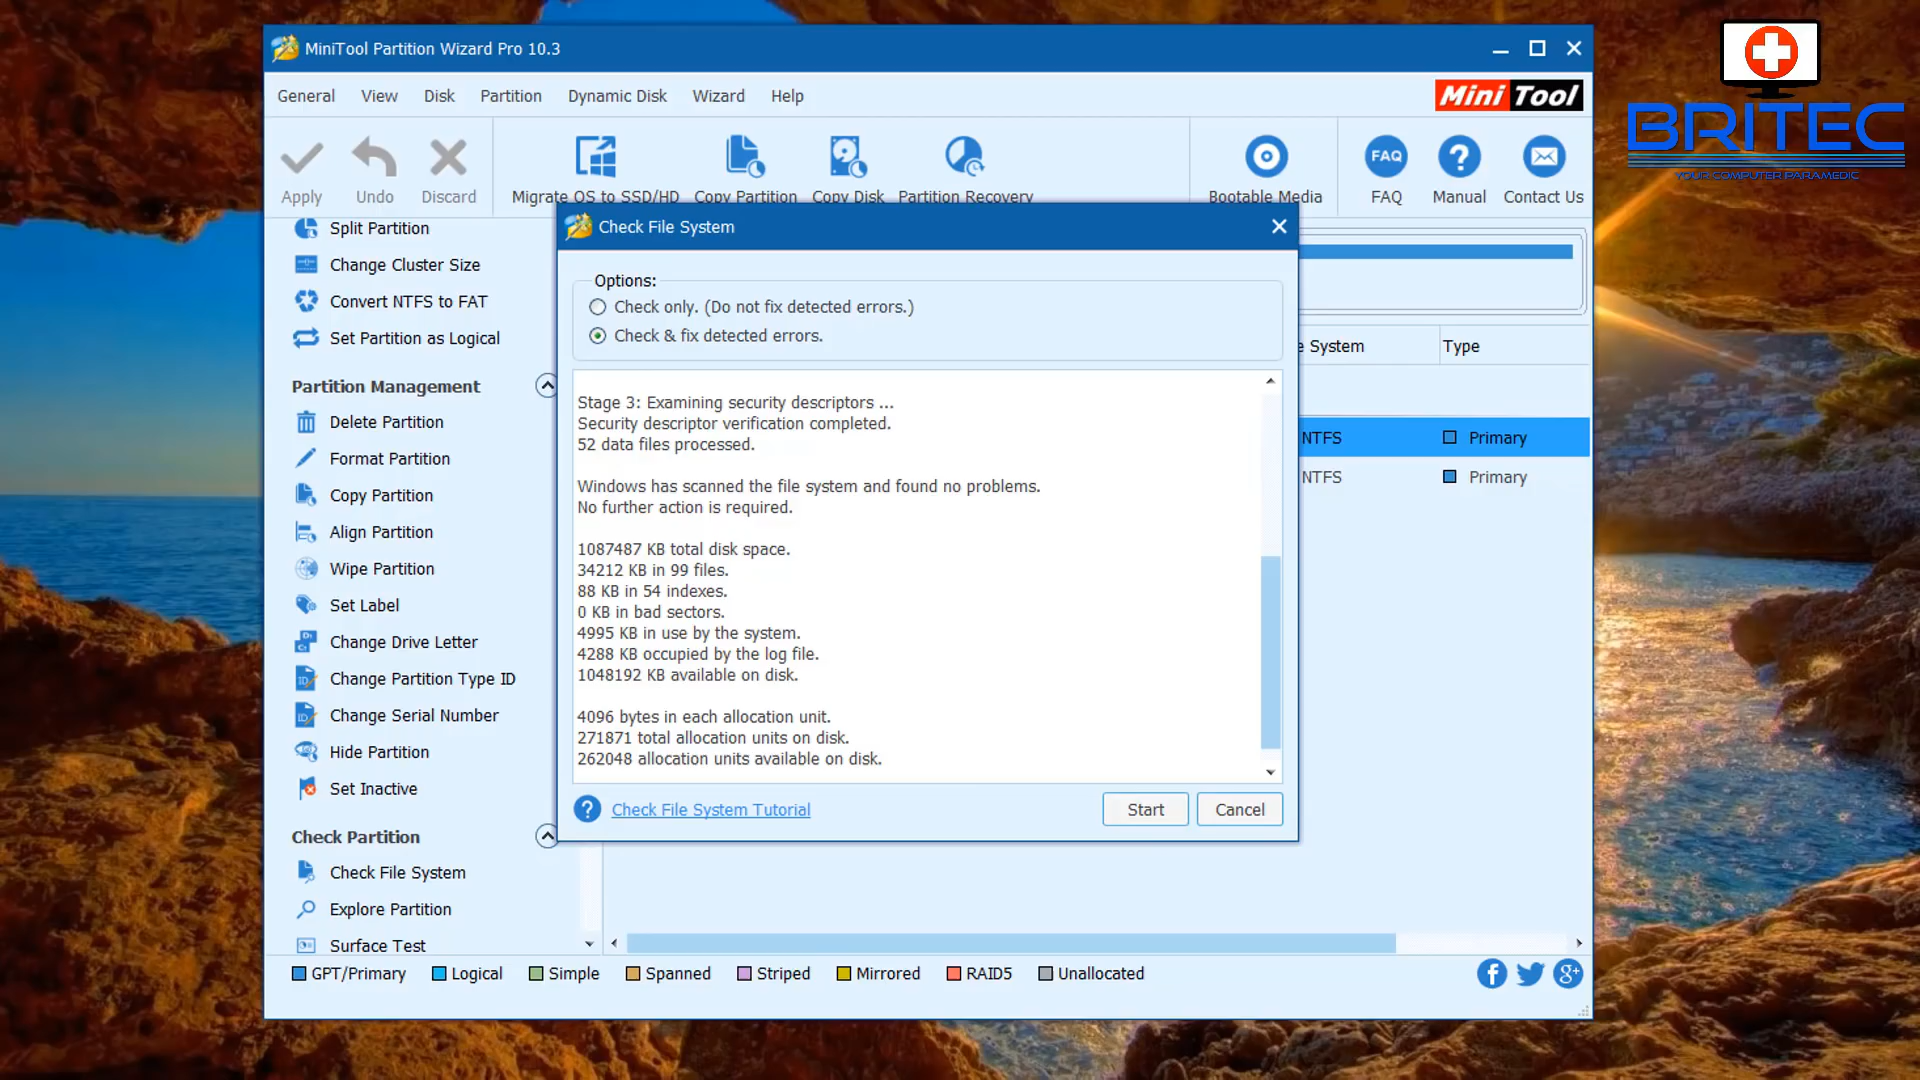 MiniTool Partition Wizard Pro 10.3
General View Disk Partition Dynamic Disk Wizard Help
Mini Tool
BRITEC
YOUR COMPUTER PARAMEDIC
Apply Undo Discard Migrate OS to SSD/HD Copy Partition Copy Disk Partition Recovery Bootable Media FAQ Manual Contact Us
FAQ
Split Partition
Change Cluster Size
Convert NTFS to FAT
Set Partition as Logical
Partition Management
Delete Partition
Format Partition
Copy Partition
Align Partition
Wipe Partition
Set Label
Change Drive Letter
Change Partition Type ID
Change Serial Number
Hide Partition
Set Inactive
Check Partition
Check File System
Explore Partition
Surface Test
Check File System
Options:
Check only. (Do not fix detected errors.)
Check & fix detected errors.
Stage 3: Examining security descriptors ...
Security descriptor verification completed.
52 data files processed.
Windows has scanned the file system and found no problems.
No further action is required.
1087487 KB total disk space.
34212 KB in 99 files.
88 KB in 54 indexes.
0 KB in bad sectors.
4995 KB in use by the system.
4288 KB occupied by the log file.
1048192 KB available on disk.
4096 bytes in each allocation unit.
271871 total allocation units on disk.
262048 allocation units available on disk.
Check File System Tutorial
Start Cancel
e System Type
NTFS Primary
NTFS Primary
GPT/Primary Logical Simple Spanned Striped Mirrored RAID5 Unallocated